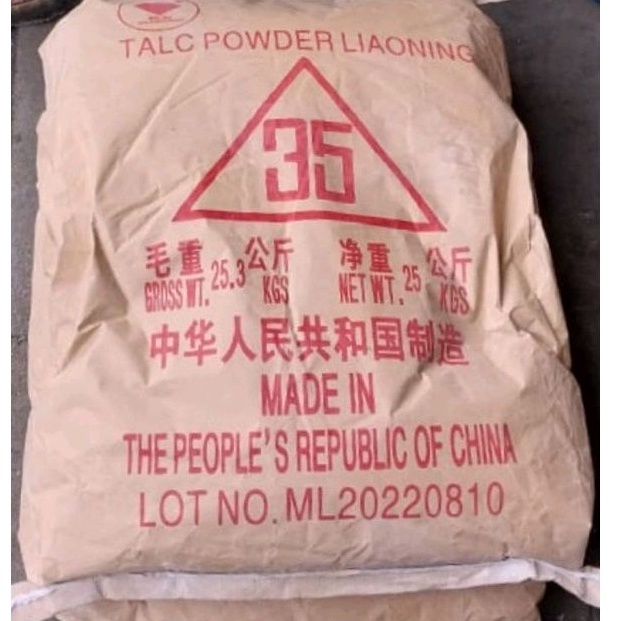 TALC POWDER LIAONING
35
毛重 25.3 公斤 净重 25 公斤
GROSS WT. KGS NET WT. KGS
中华人民共和国制造
MADE IN
THE PEOPLE'S REPUBLIC OF CHINA
LOT NO. ML20220810